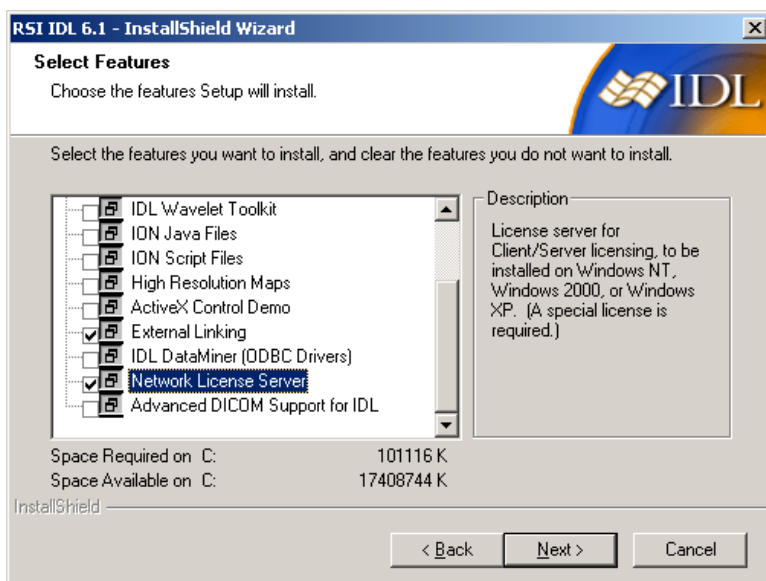 RSI IDL 6.1 - InstallShield Wizard
Select Features
Choose the features Setup will install.
IDL
Select the features you want to install, and clear the features you do not want to install.
IDL Wavelet Toolkit
ION Java Files
ION Script Files
High Resolution Maps
ActiveX Control Demo
External Linking
IDL DataMiner (ODBC Drivers)
Network License Server
Advanced DICOM Support for IDL
Description
License server for
Client/Server licensing, to be
installed on Windows NT,
Windows 2000, or Windows
XP. (A special license is
required.)
Space Required on C: 101116 K
Space Available on C: 17408744 K
InstallShield
< Back
Next >
Cancel